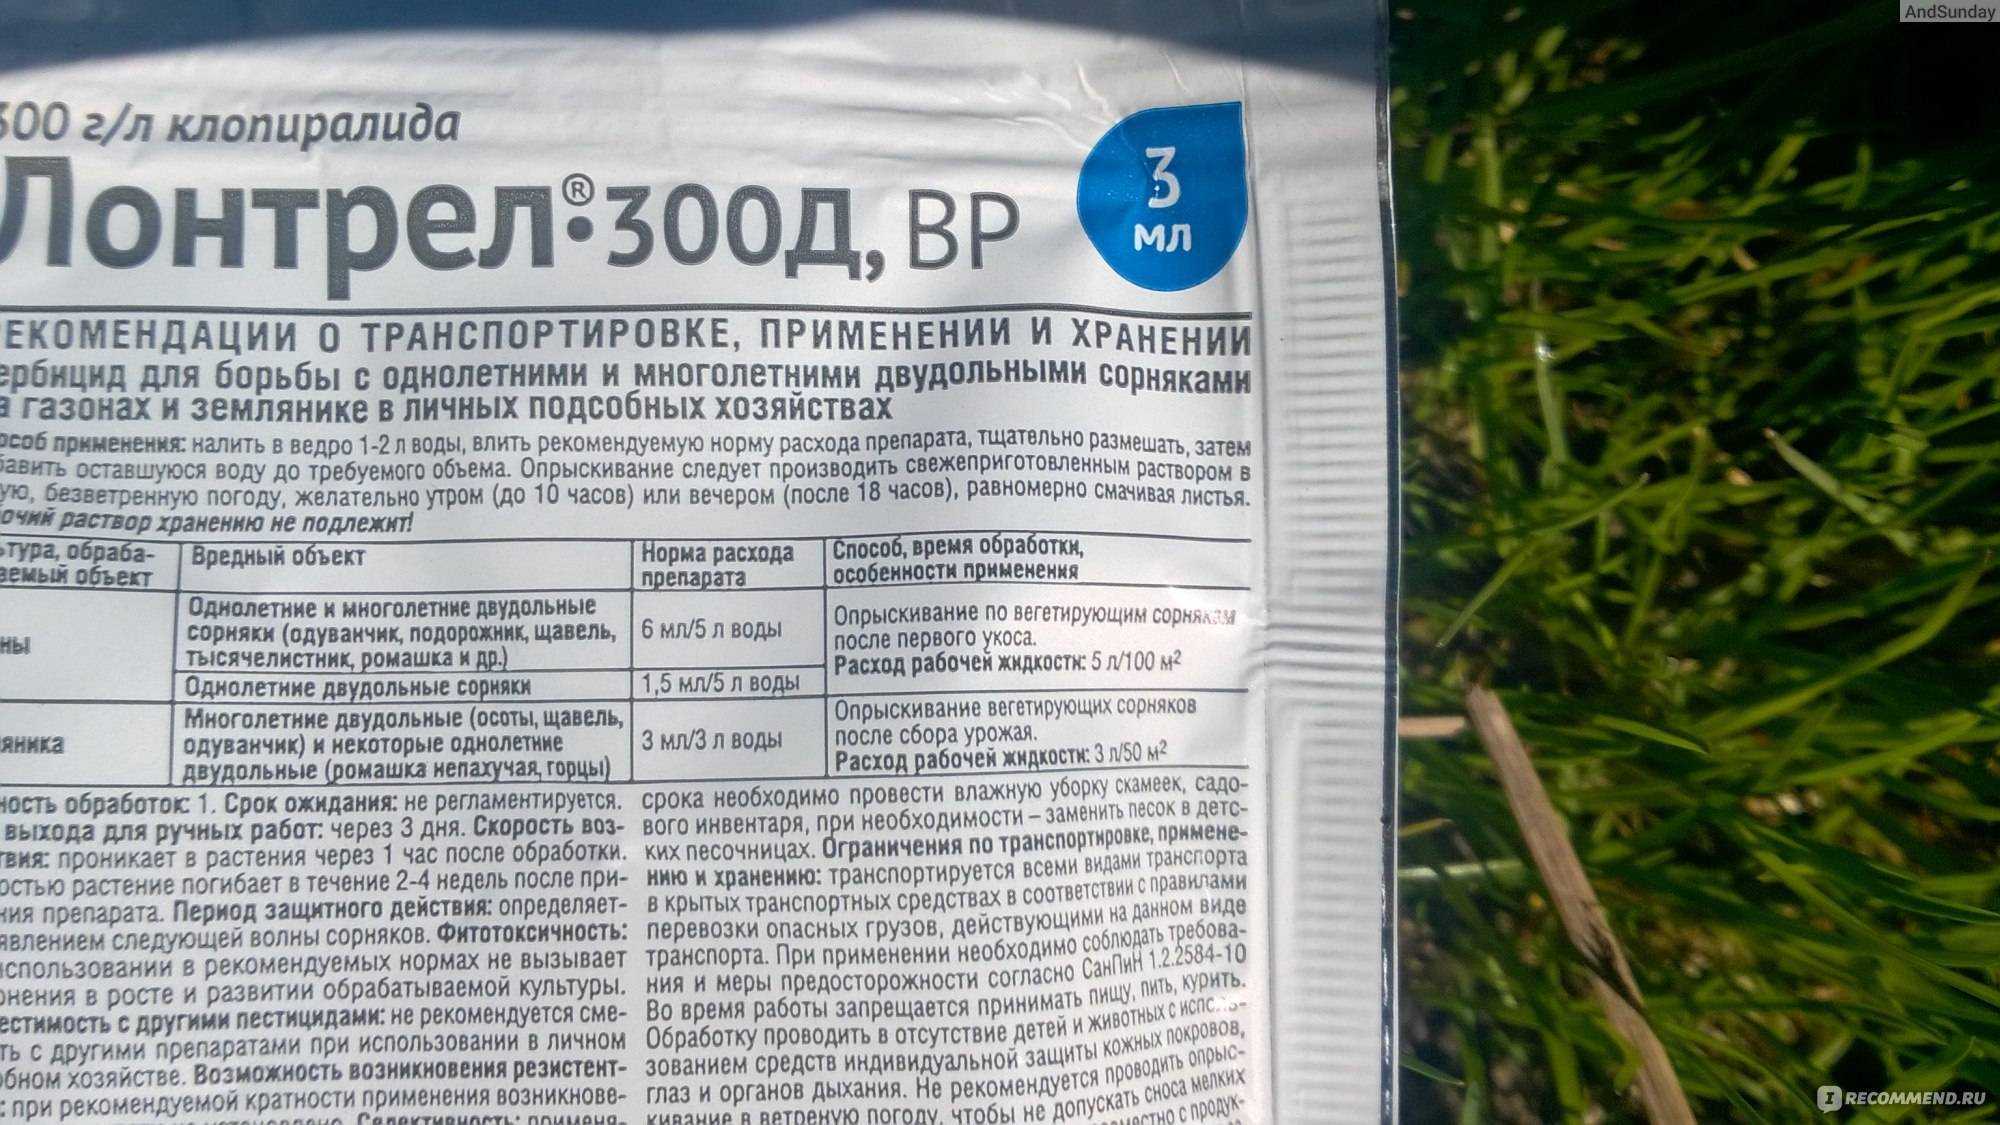 AndSunday
300 г/л клопиралида
Лонтрел®·300Д, ВР
3
мл
РЕКОМЕНДАЦИИ О ТРАНСПОРТИРОВКЕ, ПРИМЕНЕНИИ И ХРАНЕНИИ
ербицид для борьбы с однолетними и многолетними двудольными сорняками
а газонах и землянике в личных подсобных хозяйствах
особ применения: налить в ведро 1-2 л воды, влить рекомендуемую норму расхода препарата, тщательно размешать, затем
бавить оставшуюся воду до требуемого объема. Опрыскивание следует производить свежеприготовленным раствором в
ую, безветренную погоду, желательно утром (до 10 часов) или вечером (после 18 часов), равномерно смачивая листья.
очий раствор хранению не подлежит!
ьтура, обраба-
аемый объект
Вредный объект
Норма расхода
препарата
Способ, время обработки,
особенности применения
ны
Однолетние и многолетние двудольные
сорняки (одуванчик, подорожник, щавель,
тысячелистник, ромашка и др.)
6 мл/5 л воды
Опрыскивание по вегетирующим сорнякам
после первого укоса.
Расход рабочей жидкости: 5 л/100 м²
Однолетние двудольные сорняки
1,5 мл/5 л воды
яника
Многолетние двудольные (осоты, щавель,
одуванчик) и некоторые однолетние
двудольные (ромашка непахучая, горцы)
3 мл/3 л воды
Опрыскивание вегетирующих сорняков
после сбора урожая.
Расход рабочей жидкости: 3 л/50 м²
ность обработок: 1. Срок ожидания: не регламентируется.
выхода для ручных работ: через 3 дня. Скорость воз-
твия: проникает в растения через 1 час после обработки.
остью растение погибает в течение 2-4 недель после при-
ния препарата. Период защитного действия: определяет-
явлением следующей волны сорняков. Фитотоксичность:
использовании в рекомендуемых нормах не вызывает
онения в росте и развитии обрабатываемой культуры.
естимость с другими пестицидами: не рекомендуется сме-
ть с другими препаратами при использовании в личном
обном хозяйстве. Возможность возникновения резистент-
: при рекомендуемой кратности применения возникнове-
Селективность: применя-
срока необходимо провести влажную уборку скамеек, садо-
вого инвентаря, при необходимости – заменить песок в детс-
ких песочницах. Ограничения по транспортировке, примене-
нию и хранению: транспортируется всеми видами транспорта
в крытых транспортных средствах в соответствии с правилами
перевозки опасных грузов, действующими на данном виде
транспорта. При применении необходимо соблюдать требова-
ния и меры предосторожности согласно СанПиН 1.2.2584-10
Во время работы запрещается принимать пищу, пить, курить.
Обработку проводить в отсутствие детей и животных с исполь-
зованием средств индивидуальной защиты кожных покровов,
глаз и органов дыхания. Не рекомендуется проводить опрыс-
кивание в ветреную погоду, чтобы не допускать сноса мелких
с продук-
IRECOMMEND.RU